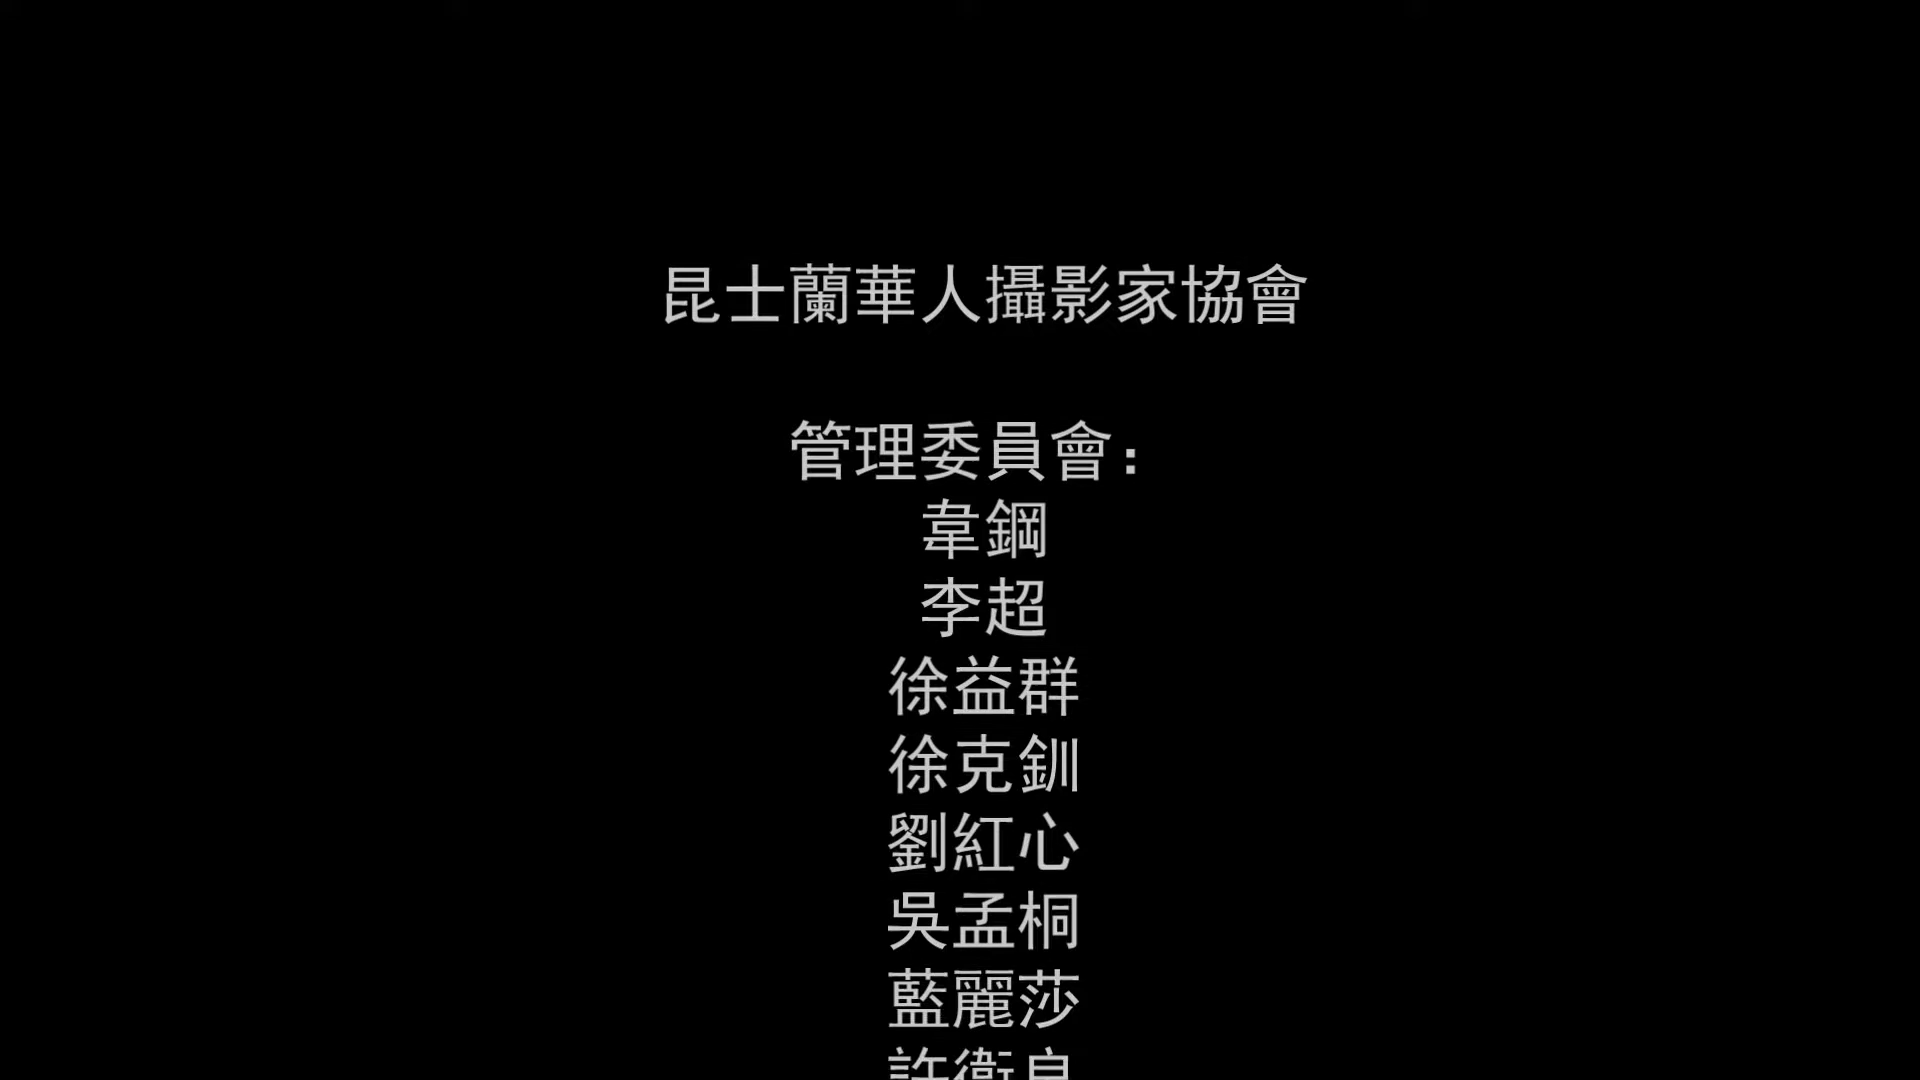 昆士蘭華人攝影家協會
管理委員會:
韋鋼
李超
徐益群
徐克釧
劉紅心
吳孟桐
藍麗莎